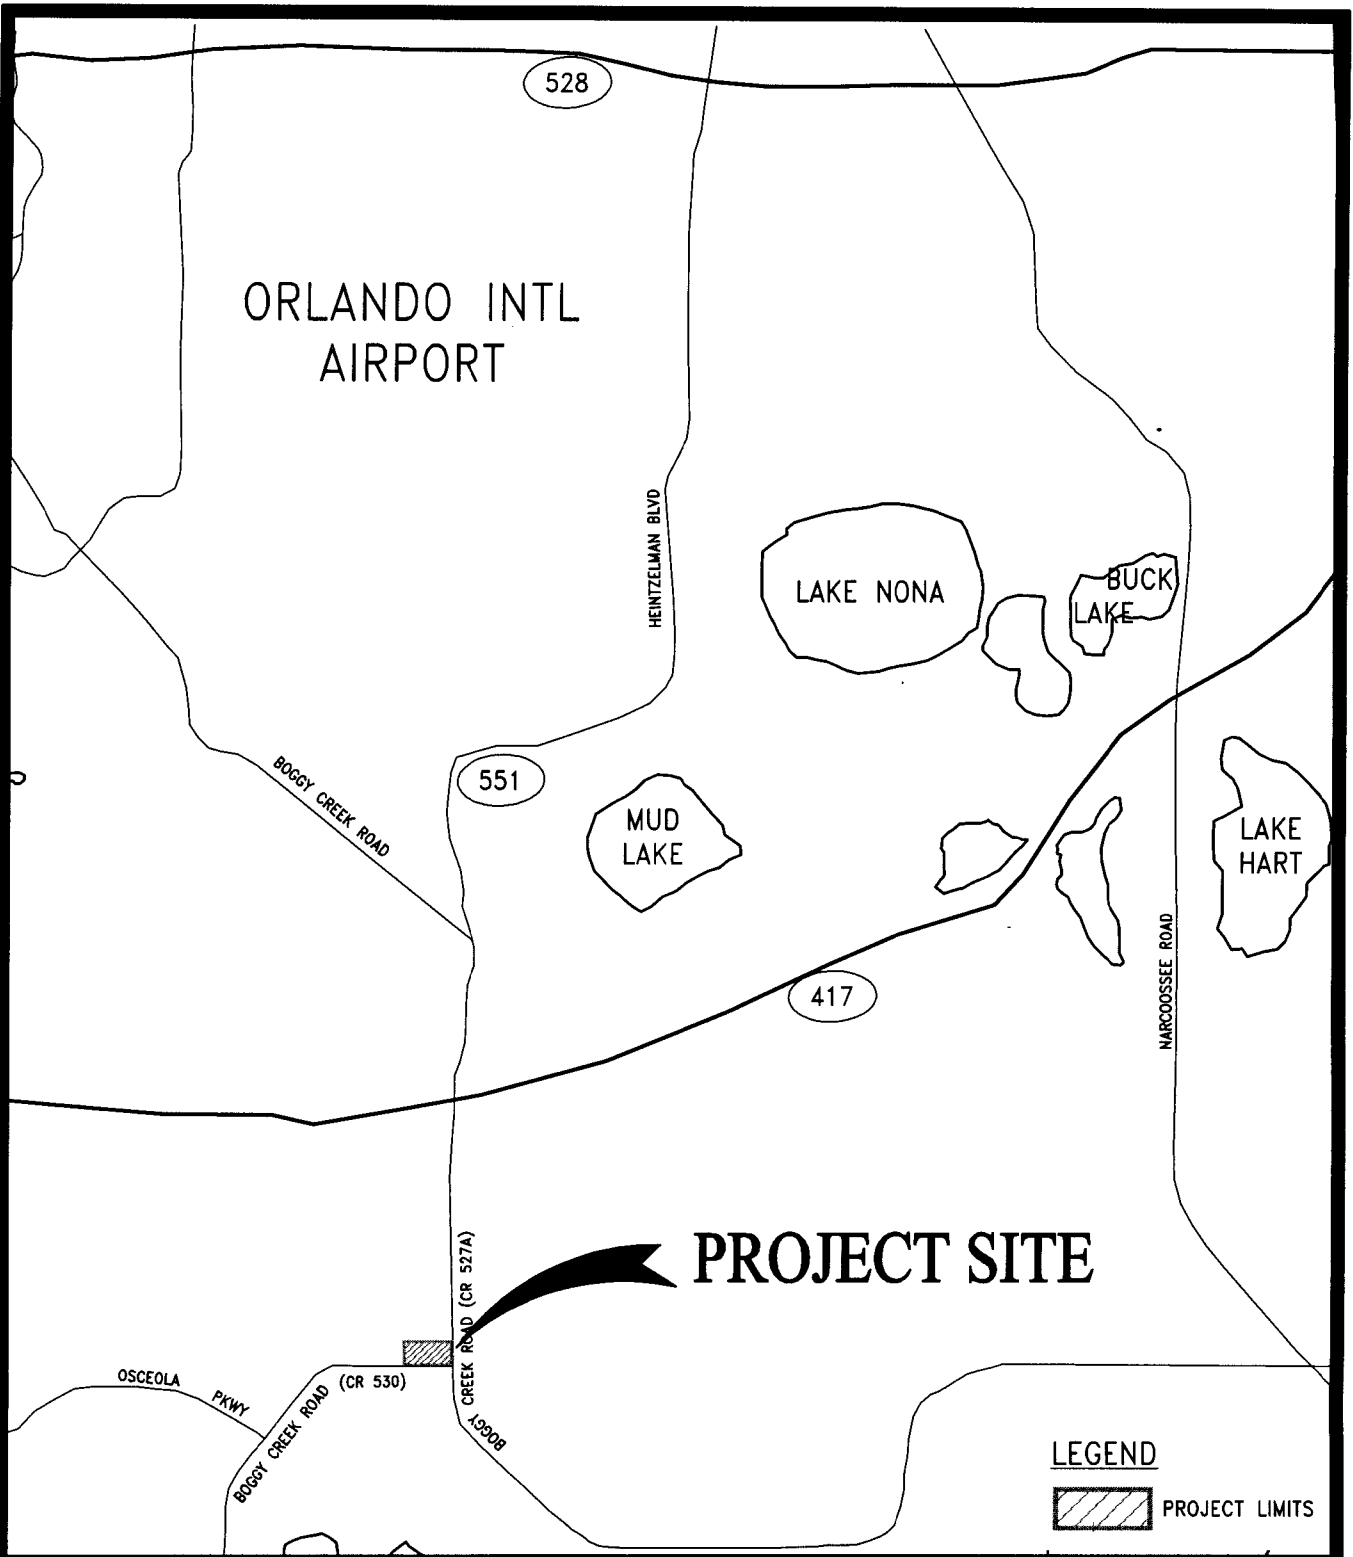 528
ORLANDO INTL
AIRPORT
HEINTZELMAN BLVD
LAKE NONA
BUCK
LAKE
BOGGY CREEK ROAD
551
MUD
LAKE
LAKE
HART
NARCOOSSEE ROAD
417
PROJECT SITE
BOGGY CREEK ROAD (CR 527A)
OSCEOLA PKWY
BOGGY CREEK ROAD (CR 530)
LEGEND
PROJECT LIMITS